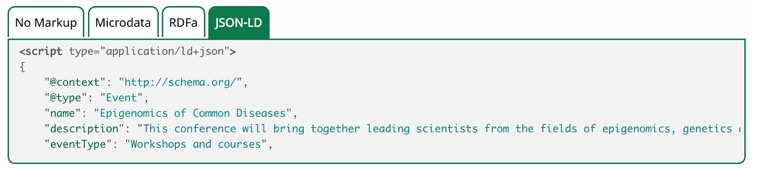 No Markup Microdata RDFa JSON-LD
<script type="application/ld+json">
{
    "@context": "http://schema.org/",
    "@type": "Event",
    "name": "Epigenomics of Common Diseases",
    "description": "This conference will bring together leading scientists from the fields of epigenomics, genetics
    "eventType": "Workshops and courses",